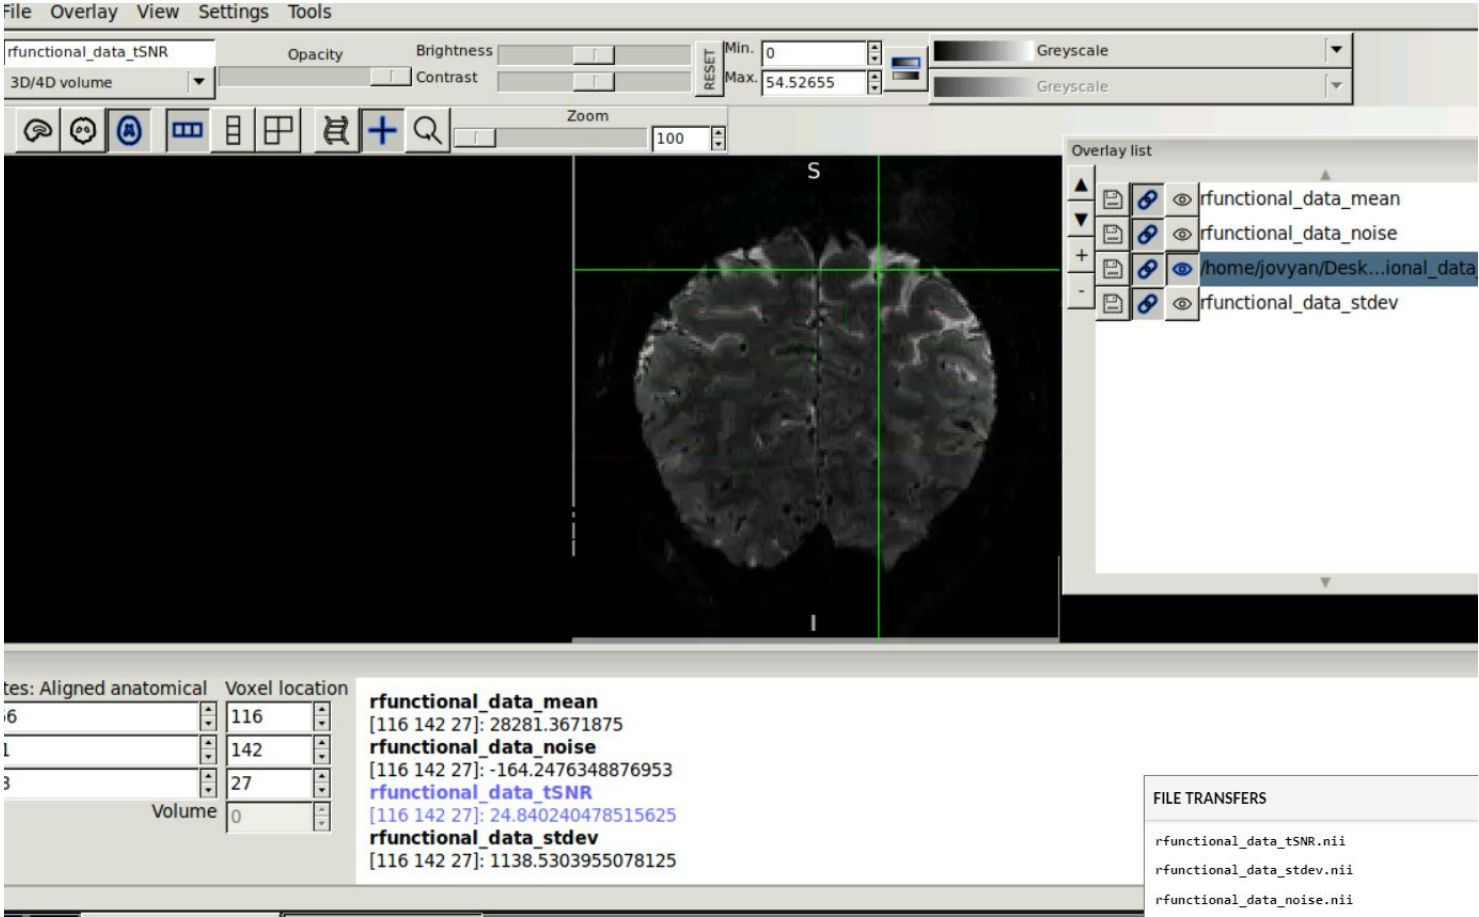 File Overlay View Settings Tools
rfunctional_data_tSNR
Opacity
Brightness
RESET
Min.
0
Greyscale
3D/4D volume
Contrast
Max.
54.52655
Greyscale
Zoom
100
S
Overlay list
rfunctional_data_mean
rfunctional_data_noise
/home/jovyan/Desk...ional_data_
rfunctional_data_stdev
+
-
I
tes: Aligned anatomical
Voxel location
116
142
27
Volume
0
rfunctional_data_mean
[116 142 27]: 28281.3671875
rfunctional_data_noise
[116 142 27]: -164.2476348876953
rfunctional_data_tSNR
[116 142 27]: 24.840240478515625
rfunctional_data_stdev
[116 142 27]: 1138.5303955078125
FILE TRANSFERS
rfunctional_data_tSNR.nii
rfunctional_data_stdev.nii
rfunctional_data_noise.nii